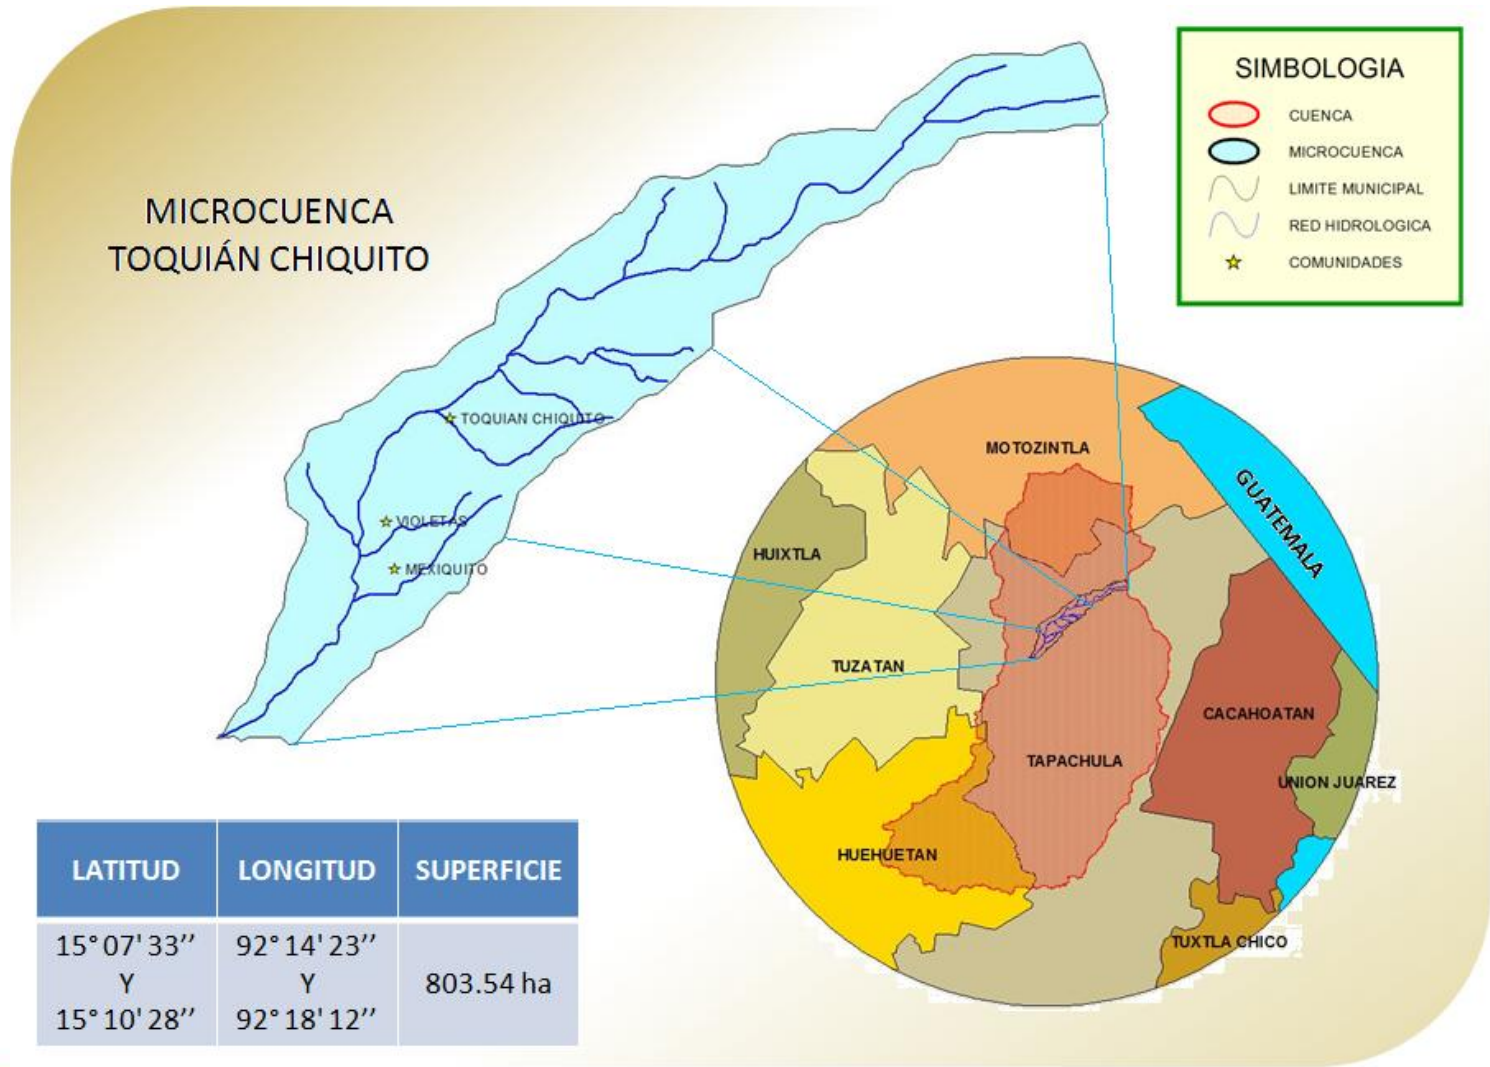 MICROCUENCA
TOQUIÁN CHIQUITO
SIMBOLOGIA
CUENCA
MICROCUENCA
LIMITE MUNICIPAL
RED HIDROLOGICA
COMUNIDADES
TOQUIAN CHIQUITO
VIOLETAS
MEXIQUITO
MOTOZINTLA
GUATEMALA
HUIXTLA
TUZATAN
CACAHOATAN
TAPACHULA
UNION JUAREZ
HUEHUETAN
TUXTLA CHICO
LATITUD LONGITUD SUPERFICIE
15° 07' 33’’ 92° 14' 23’’
Y Y 803.54 ha
15° 10' 28’’ 92° 18' 12’’